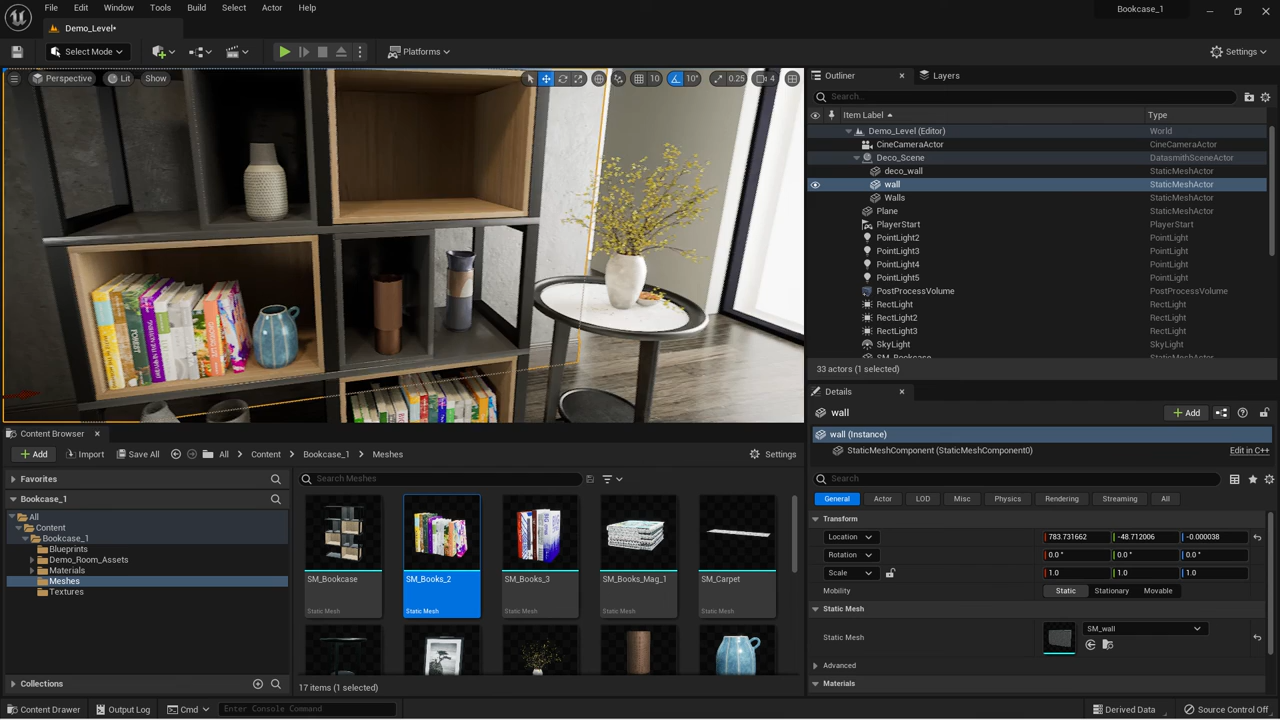 File Edit Window Tools Build Select Actor Help
Bookcase_1
Demo_Level•
Select Mode
Platforms
Settings
Perspective Lit Show
10 10° 0.25 4
Outliner
Layers
Search...
Item Label Type
Demo_Level (Editor) World
CineCameraActor CineCameraActor
Deco_Scene DatasmithSceneActor
deco_wall StaticMeshActor
wall StaticMeshActor
Walls StaticMeshActor
Plane StaticMeshActor
PlayerStart PlayerStart
PointLight2 PointLight
PointLight3 PointLight
PointLight4 PointLight
PointLight5 PointLight
PostProcessVolume PostProcessVolume
RectLight RectLight
RectLight2 RectLight
RectLight3 RectLight
SkyLight SkyLight
SM_Bookcase StaticMeshActor
33 actors (1 selected)
Details
wall
Add
wall (Instance)
StaticMeshComponent (StaticMeshComponent0) Edit in C++
Search
General Actor LOD Misc Physics Rendering Streaming All
Transform
Location 783.731662 -48.712006 -0.000038
Rotation 0.0 ° 0.0 ° 0.0 °
Scale 1.0 1.0 1.0
Mobility Static Stationary Movable
Static Mesh
Static Mesh SM_wall
Advanced
Materials
Content Browser
Add Import Save All All Content Bookcase_1 Meshes Settings
Favorites
Bookcase_1
All
Content
Bookcase_1
Blueprints
Demo_Room_Assets
Materials
Meshes
Textures
Collections
Search Meshes
SM_Bookcase SM_Books_2 SM_Books_3 SM_Books_Mag_1 SM_Carpet
Static Mesh Static Mesh Static Mesh Static Mesh Static Mesh
17 items (1 selected)
Content Drawer Output Log Cmd Enter Console Command Derived Data Source Control Off